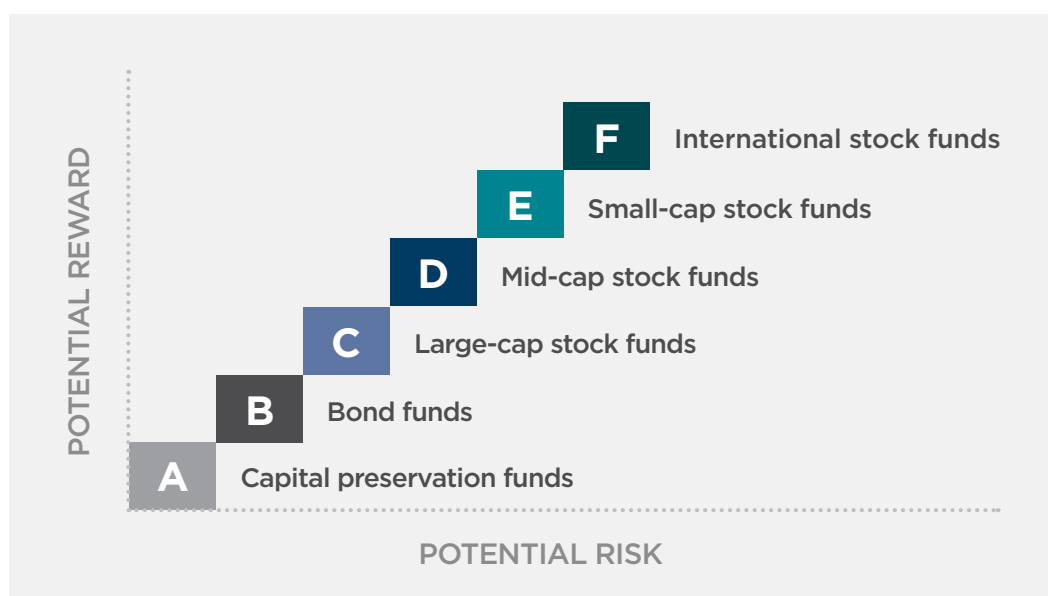 POTENTIAL REWARD
F International stock funds
E Small-cap stock funds
D Mid-cap stock funds
C Large-cap stock funds
B Bond funds
A Capital preservation funds
POTENTIAL RISK